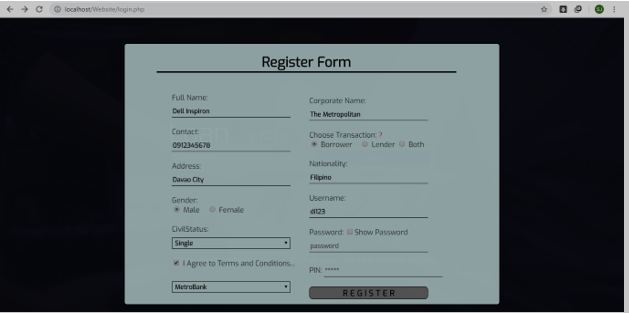 localhost/Website/login.php
Register Form
Full Name:
Dell Inspiron
Contact:
0912345678
Address:
Davao City
Gender:
Male Female
CivilStatus:
Single
I Agree to Terms and Conditions...
MetroBank
Corporate Name:
The Metropolitan
Choose Transaction: ?
Borrower Lender Both
Nationality:
Filipino
Username:
di123
Password: Show Password
password
PIN: *****
REGISTER